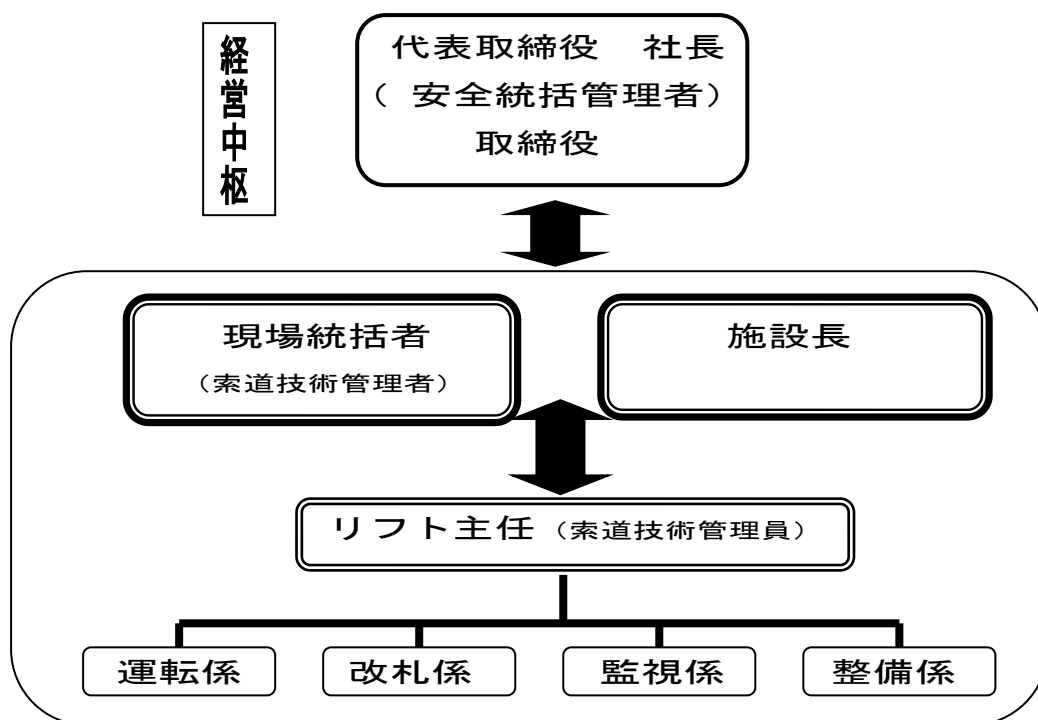 経営中枢
代表取締役　社長
（ 安全統括管理者）
取締役
現場統括者
（索道技術管理者）
施設長
リフト主任（索道技術管理員）
運転係
改札係
監視係
整備係